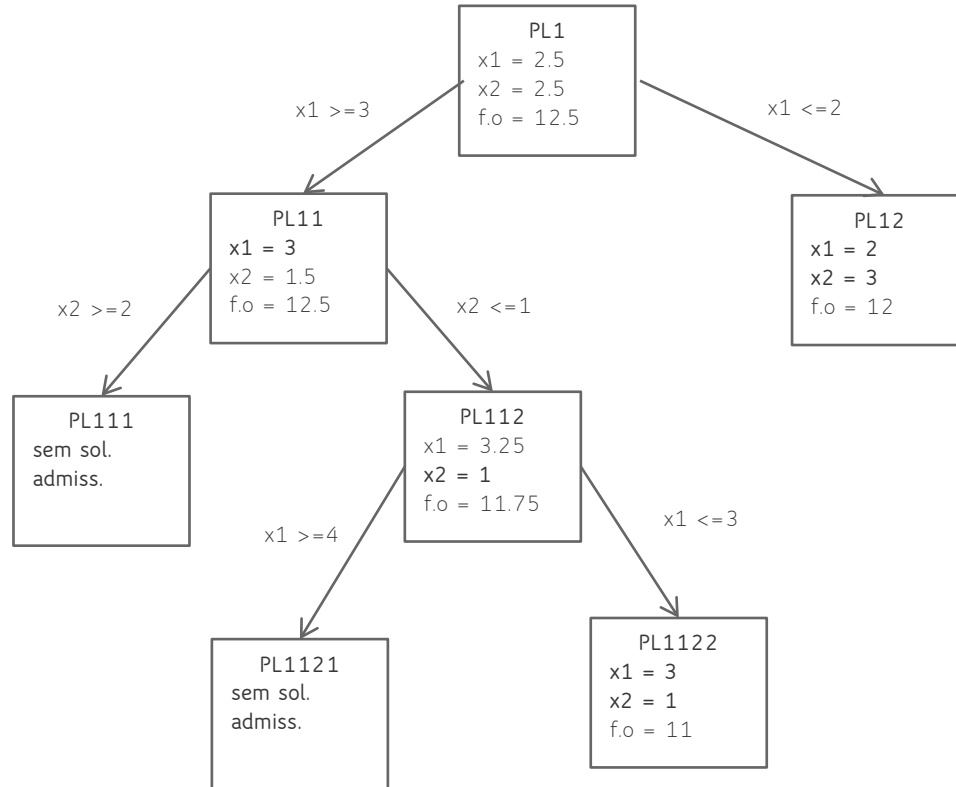 PL1
x1 = 2.5
x2 = 2.5
f.o = 12.5
x1 >=3
x1 <=2
PL11
x1 = 3
x2 = 1.5
f.o = 12.5
PL12
x1 = 2
x2 = 3
f.o = 12
x2 >=2
x2 <=1
PL111
sem sol.
admiss.
PL112
x1 = 3.25
x2 = 1
f.o = 11.75
x1 >=4
x1 <=3
PL1121
sem sol.
admiss.
PL1122
x1 = 3
x2 = 1
f.o = 11